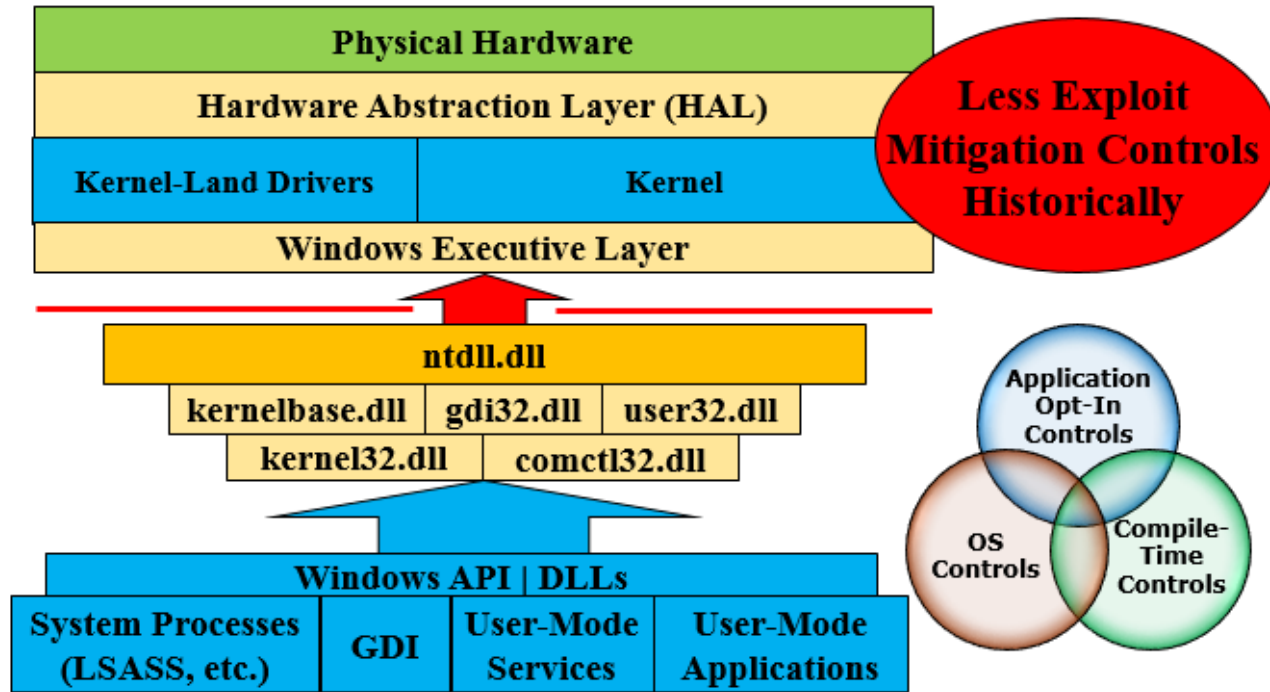 Physical Hardware
Hardware Abstraction Layer (HAL)
Kernel-Land Drivers
Kernel
Windows Executive Layer
Less Exploit
Mitigation Controls
Historically
ntdll.dll
kernelbase.dll
gdi32.dll
user32.dll
kernel32.dll
comctl32.dll
Windows API | DLLs
System Processes
(LSASS, etc.)
GDI
User-Mode
Services
User-Mode
Applications
Application
Opt-In
Controls
OS
Controls
Compile-
Time
Controls